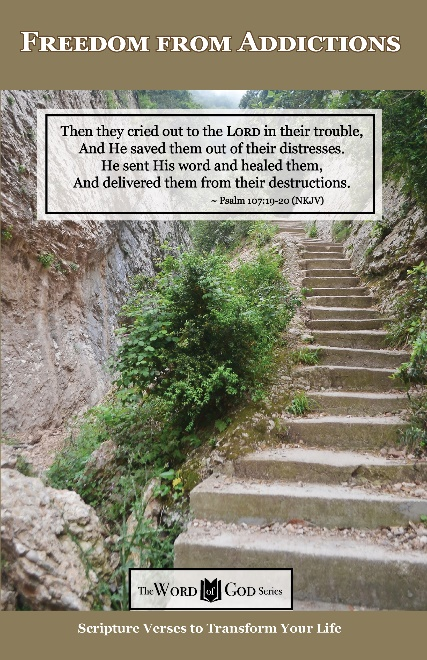 Freedom from Addictions
Then they cried out to the LORD in their trouble,
And He saved them out of their distresses.
He sent His word and healed them,
And delivered them from their destructions.
~ Psalm 107:19-20 (NKJV)
The WORD of GOD Series
Scripture Verses to Transform Your Life